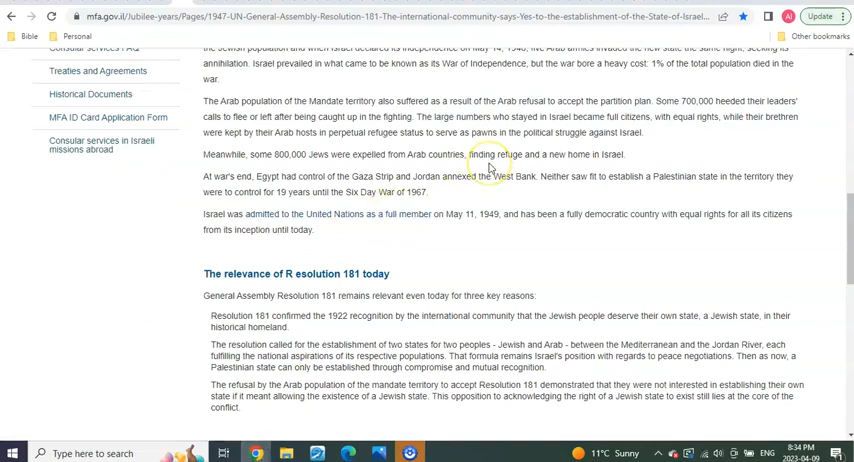 mfa.gov.il/Jubilee-years/Pages/1947-UN-General-Assembly-Resolution-181-The-international-community-says-Yes-to-the-establishment-of-the-State-of-Israel...
AI
Update
Bible
Personal
Other bookmarks
Consular Services FAQ
Treaties and Agreements
Historical Documents
MFA ID Card Application Form
Consular services in Israeli
missions abroad
the Jewish population and when Israel declared its independence on May 14, 1948, five Arab armies invaded the new state the same night, seeking its
annihilation. Israel prevailed in what came to be known as its War of Independence, but the war bore a heavy cost: 1% of the total population died in the
war.
The Arab population of the Mandate territory also suffered as a result of the Arab refusal to accept the partition plan. Some 700,000 heeded their leaders'
calls to flee or left after being caught up in the fighting. The large numbers who stayed in Israel became full citizens, with equal rights, while their brethren
were kept by their Arab hosts in perpetual refugee status to serve as pawns in the political struggle against Israel.
Meanwhile, some 800,000 Jews were expelled from Arab countries, finding refuge and a new home in Israel.
At war's end, Egypt had control of the Gaza Strip and Jordan annexed the West Bank. Neither saw fit to establish a Palestinian state in the territory they
were to control for 19 years until the Six Day War of 1967.
Israel was admitted to the United Nations as a full member on May 11, 1949, and has been a fully democratic country with equal rights for all its citizens
from its inception until today.
The relevance of R esolution 181 today
General Assembly Resolution 181 remains relevant even today for three key reasons:
Resolution 181 confirmed the 1922 recognition by the international community that the Jewish people deserve their own state, a Jewish state, in their
historical homeland.
The resolution called for the establishment of two states for two peoples - Jewish and Arab - between the Mediterranean and the Jordan River, each
fulfilling the national aspirations of its respective populations. That formula remains Israel's position with regards to peace negotiations. Then as now, a
Palestinian state can only be established through compromise and mutual recognition.
The refusal by the Arab population of the mandate territory to accept Resolution 181 demonstrated that they were not interested in establishing their own
state if it meant allowing the existence of a Jewish state. This opposition to acknowledging the right of a Jewish state to exist still lies at the core of the
conflict.
Type here to search
11°C Sunny
ENG
8:34 PM
2023-04-09